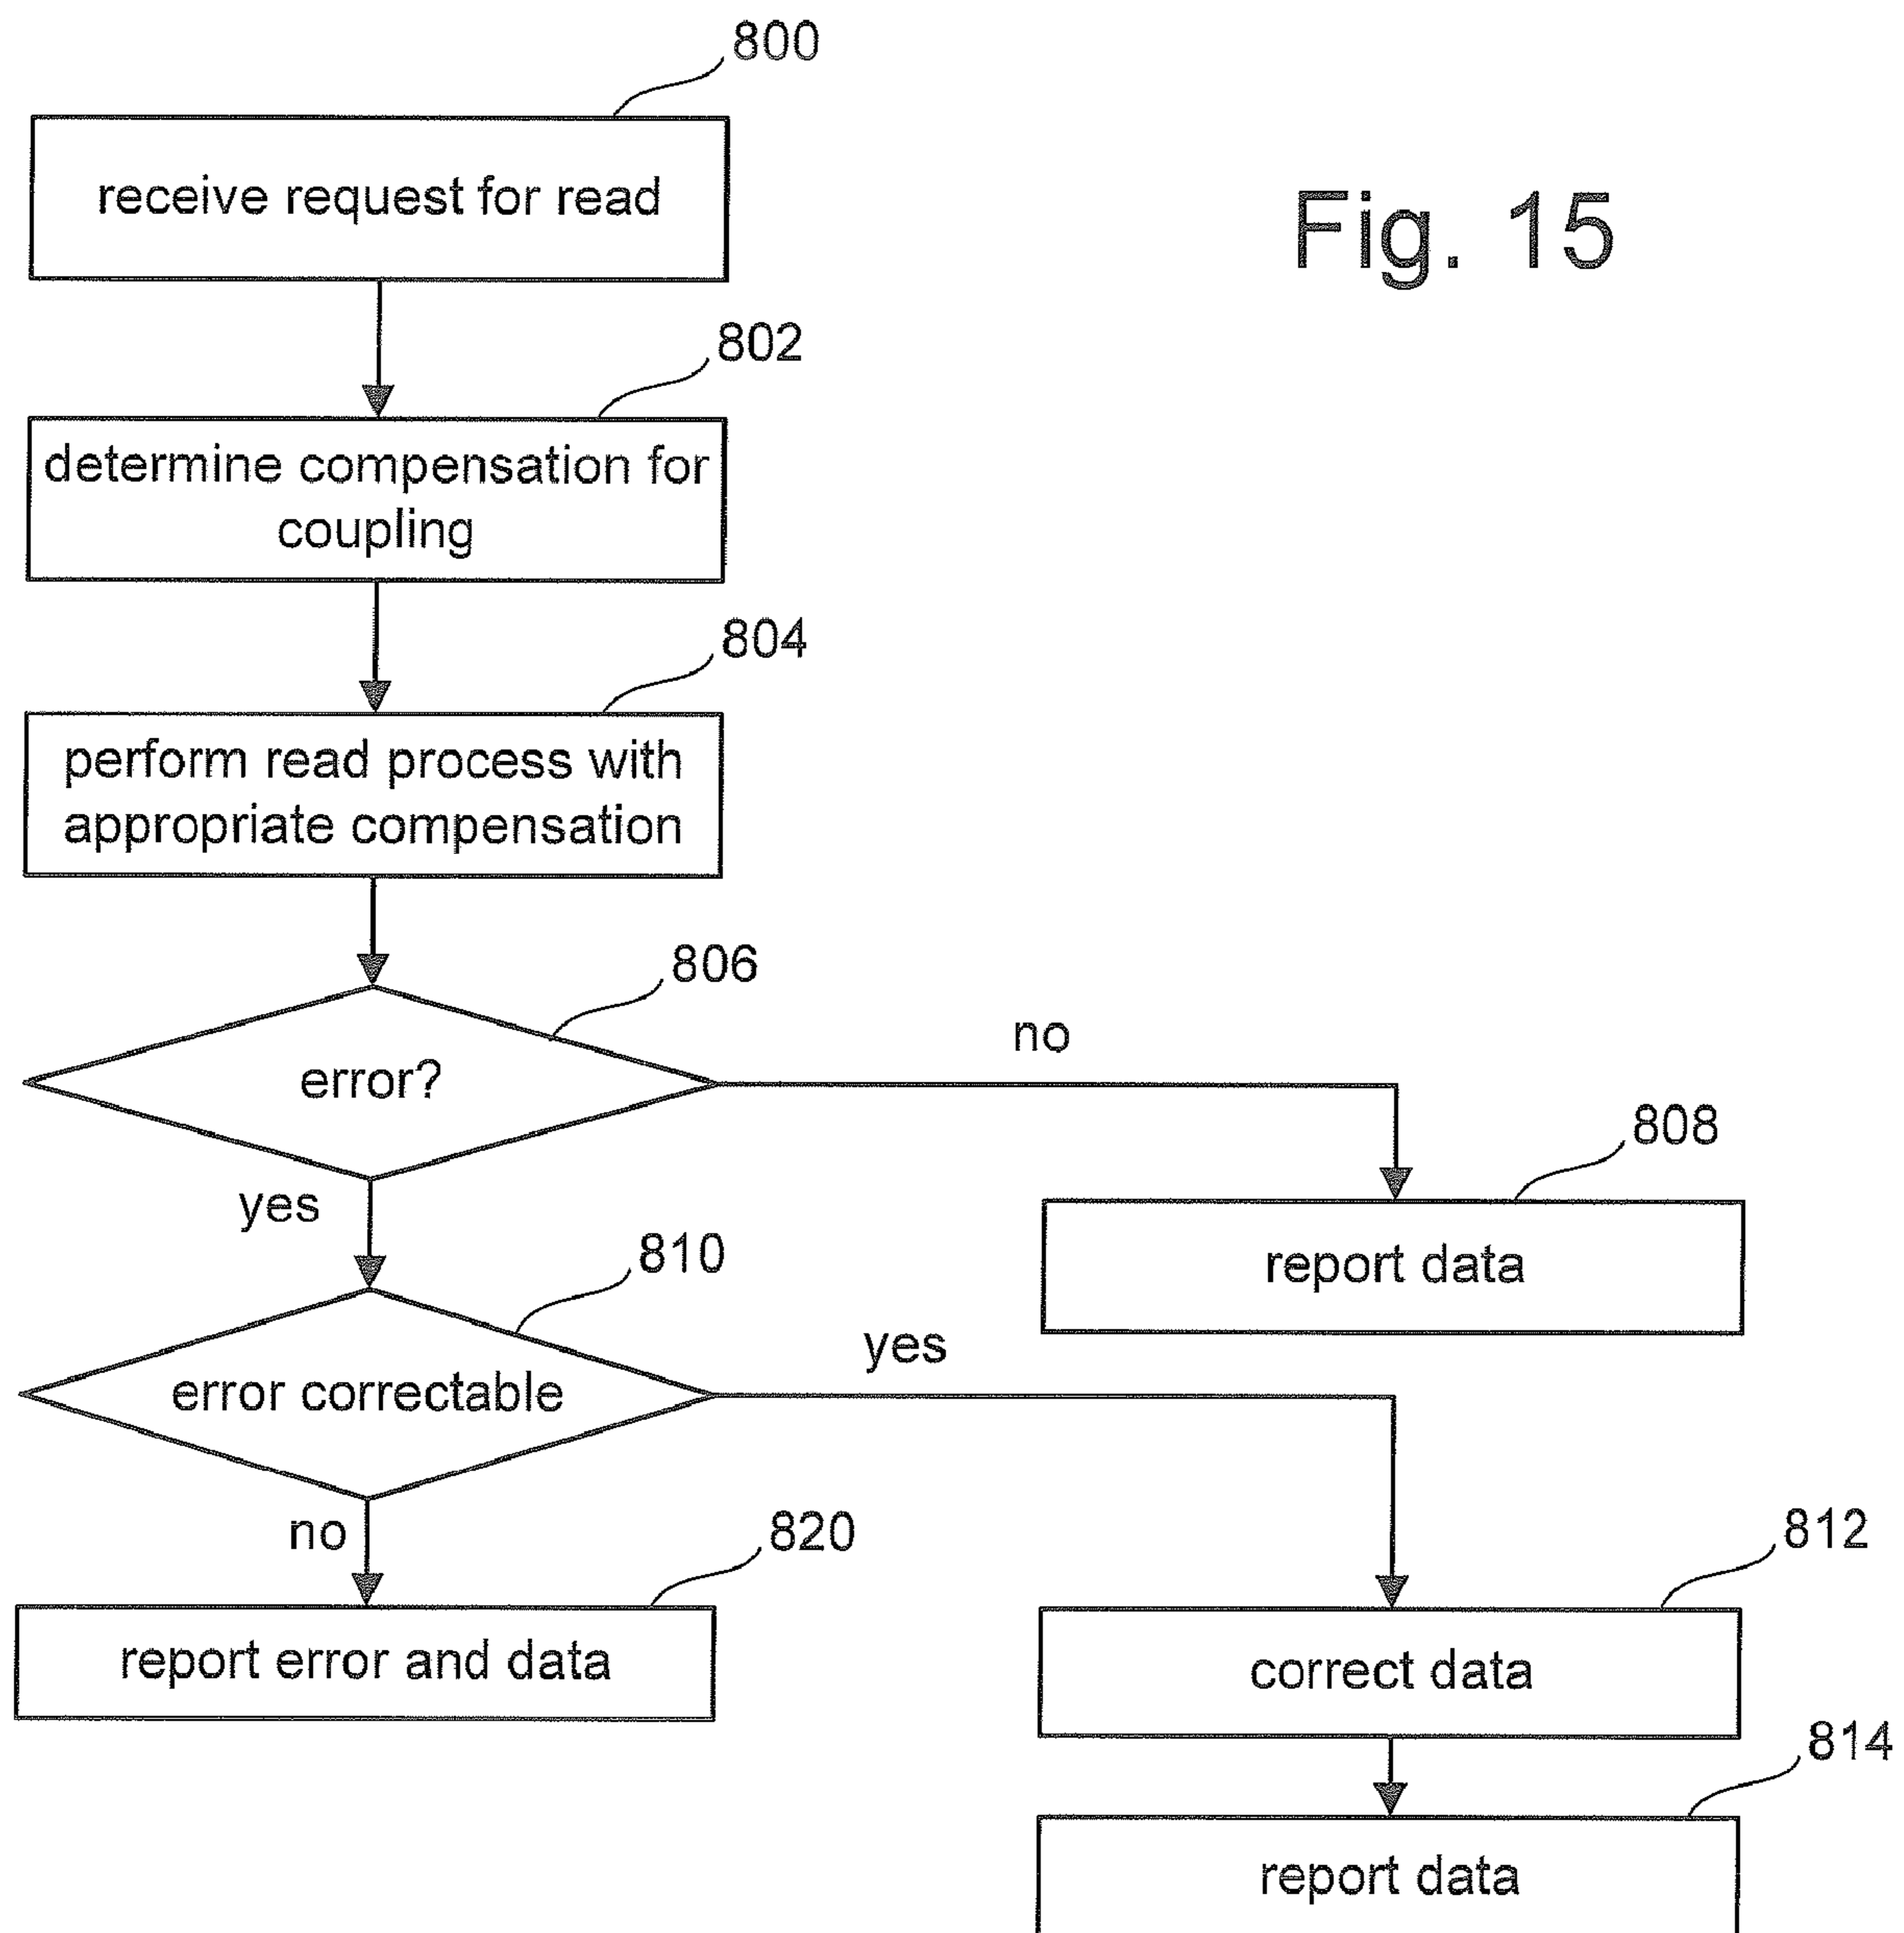 800
receive request for read
Fig. 15
802
determine compensation for
coupling
804
perform read process with
appropriate compensation
806
error?
no
808
report data
yes
810
error correctable
yes
812
correct data
814
report data
no
820
report error and data